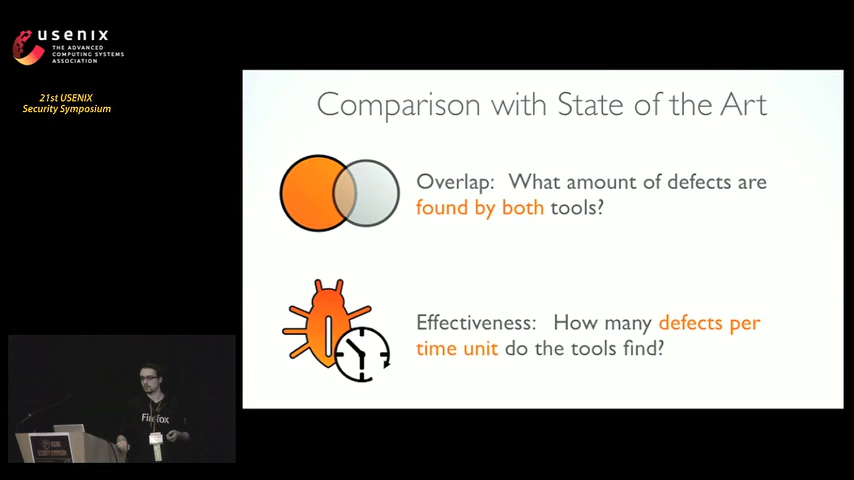 usenix
THE ADVANCED
COMPUTING SYSTEMS
ASSOCIATION
21st USENIX
Security Symposium
Comparison with State of the Art
Overlap: What amount of defects are
found by both tools?
Effectiveness: How many defects per
time unit do the tools find?
Firefox
SECURITY SYMPOSIUM